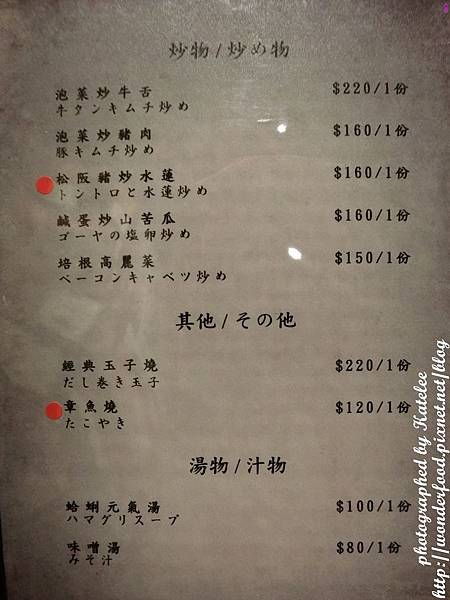 炒物/炒め物
泡菜炒牛舌 $220/1份
牛タンキムチ炒め
泡菜炒豬肉 $160/1份
豚キムチ炒め
松阪豬炒水蓮 $160/1份
トントロと水蓮炒め
鹹蛋炒山苦瓜 $160/1份
ゴーヤの塩卵炒め
培根高麗菜 $150/1份
ベーコンキャベツ炒め
其他/その他
經典玉子燒 $220/1份
だし巻き玉子
章魚燒 $120/1份
たこやき
湯物/汁物
蛤蜊元氣湯 $100/1份
ハマグリスープ
味噌湯 $80/1份
みそ汁
photographed by Katelee
http://wonderfood.pixnet.net/blog